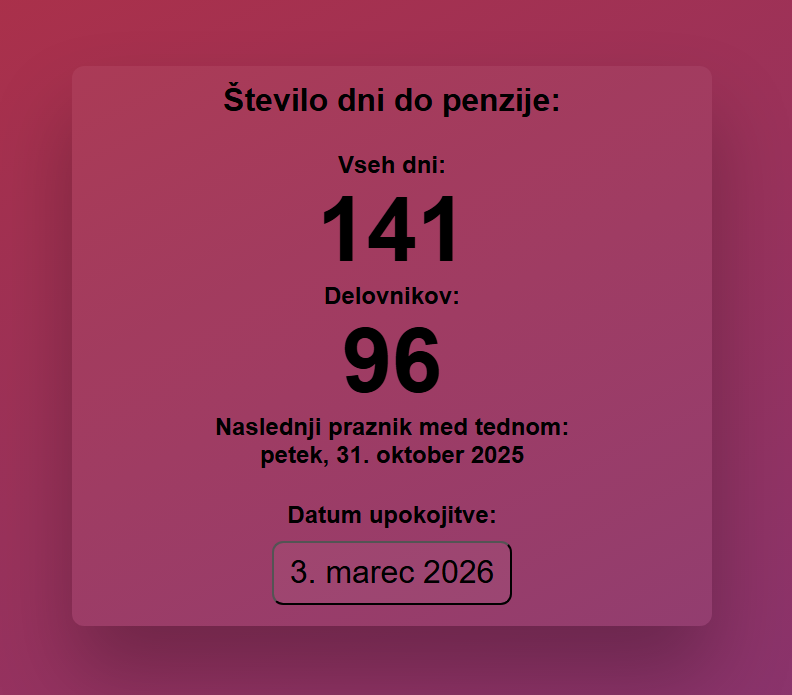 Število dni do penzije:
Vseh dni:
141
Delovnikov:
96
Naslednji praznik med tednom:
petek, 31. oktober 2025
Datum upokojitve:
3. marec 2026